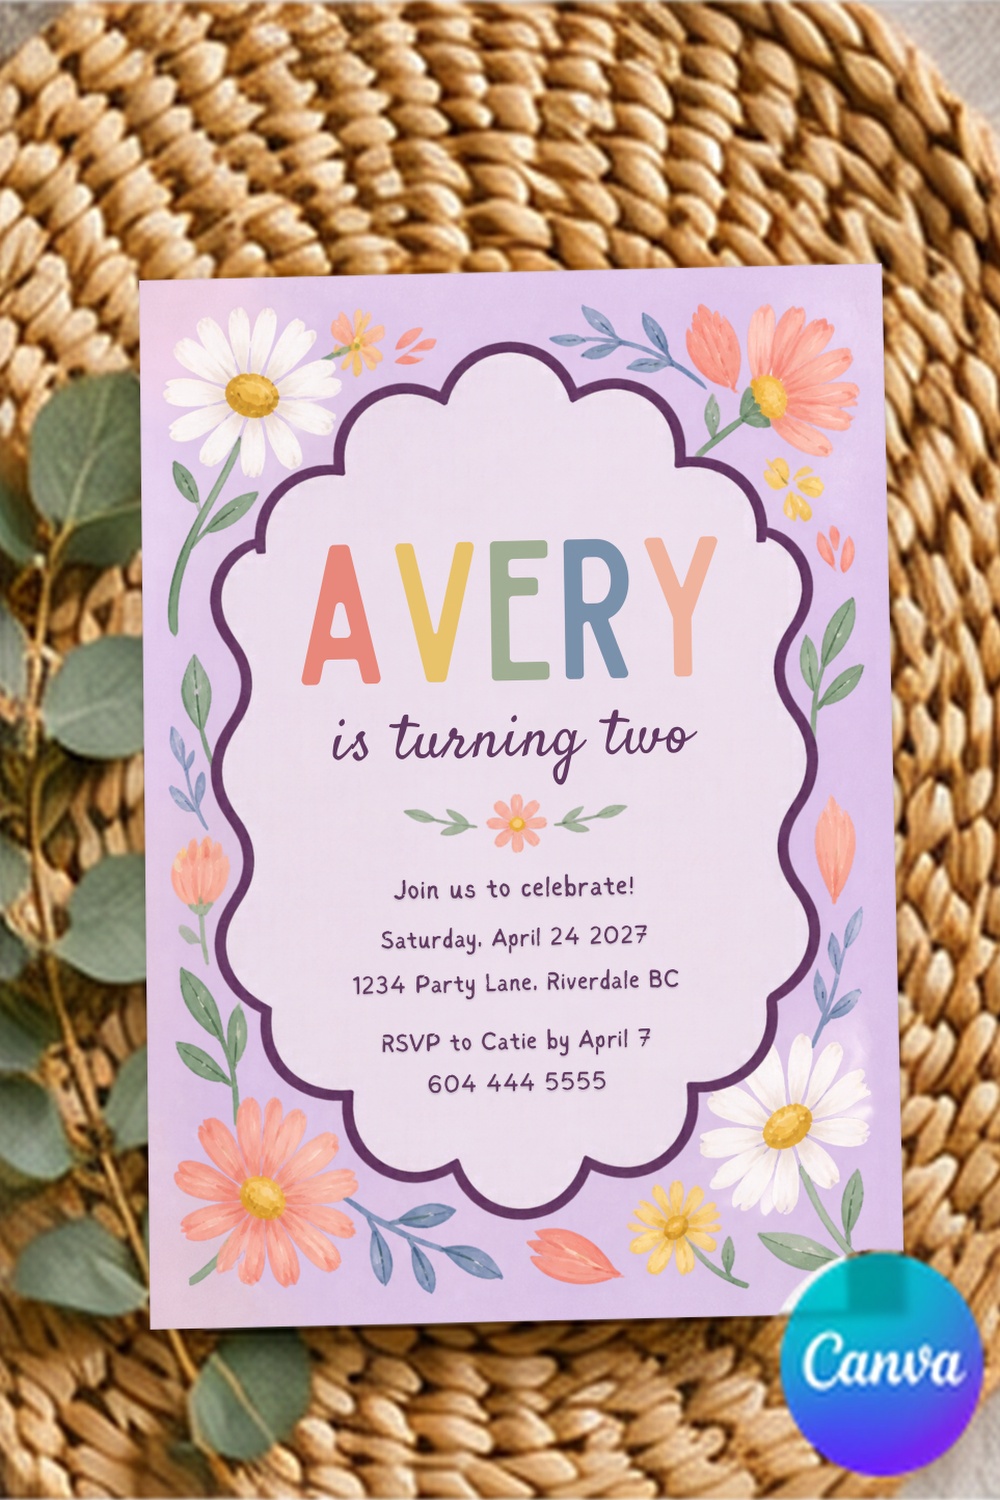 AVERY
is turning two
Join us to celebrate!
Saturday, April 24 2027
1234 Party Lane, Riverdale BC
RSVP to Catie by April 7
604 444 5555
Canva